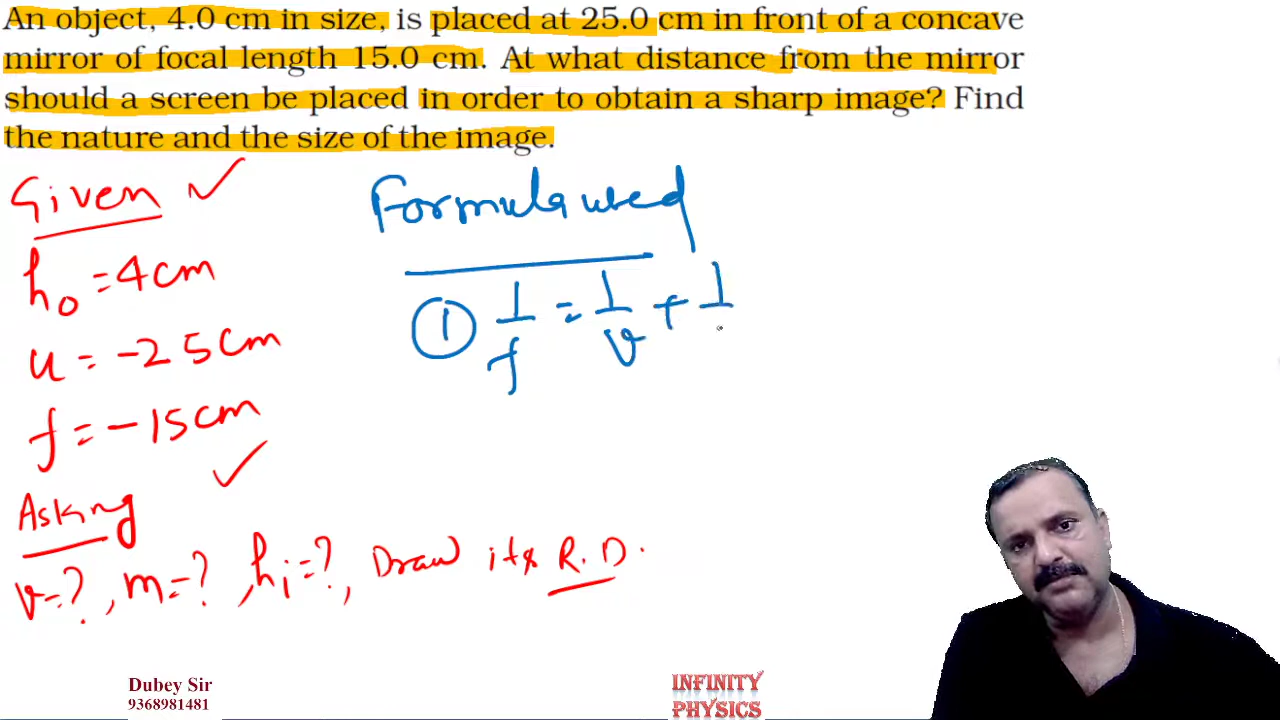 An object, 4.0 cm in size, is placed at 25.0 cm in front of a concave
mirror of focal length 15.0 cm. At what distance from the mirror
should a screen be placed in order to obtain a sharp image? Find
the nature and the size of the image.
Given ✓
h₀ = 4cm
u = -25cm
f = -15cm
✓
Asking
v=?, m=?, hᵢ=?, Draw its R.D.
Formula used
① 1/f = 1/v + 1
Dubey Sir
9368981481
INFINITY
PHYSICS